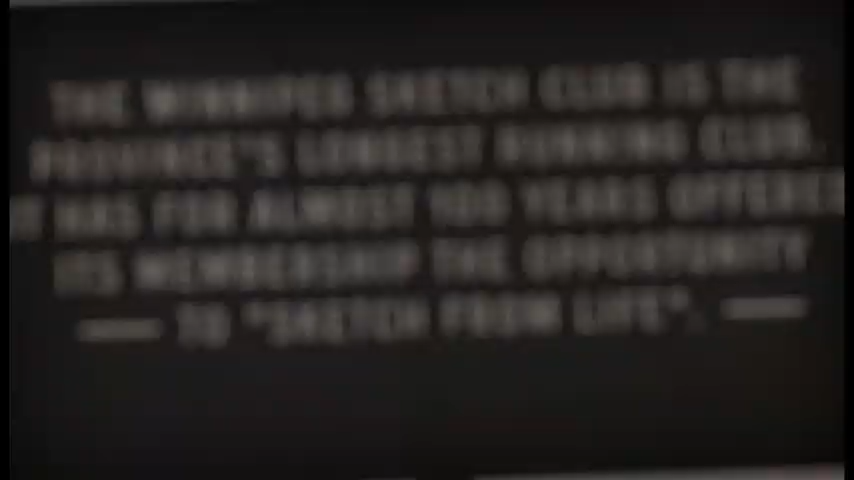 THE WINNIPEG SKETCH CLUB IS THE
PROVINCE'S LONGEST RUNNING CLUB.
IT HAS FOR ALMOST 100 YEARS OFFERED
ITS MEMBERSHIP THE OPPORTUNITY
TO "SKETCH FROM LIFE".